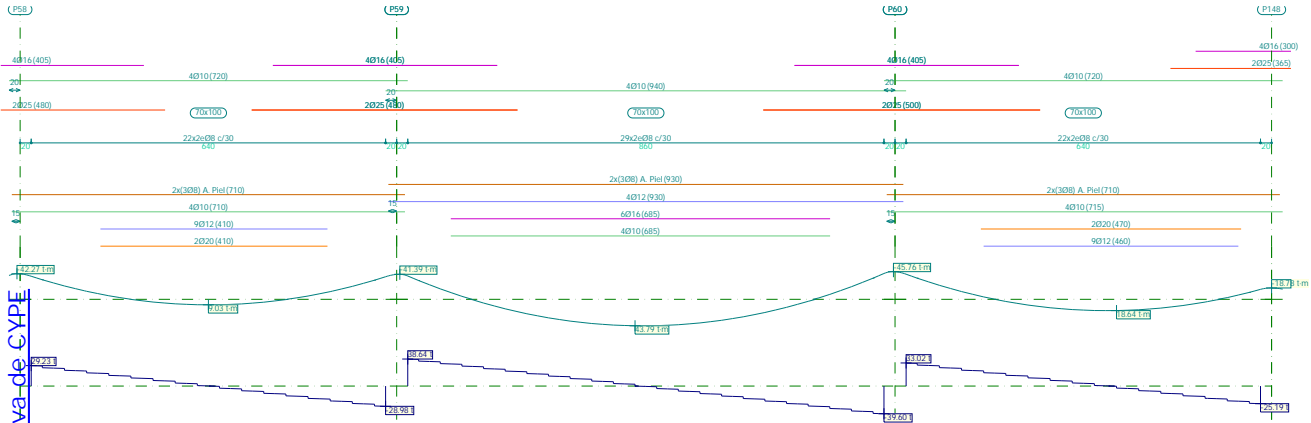 P58 P59 P60 P148
4Ø16 (300)
4Ø16 (405) 4Ø16 (405) 4Ø16 (405)
2Ø25 (365)
4Ø10 (720) 4Ø10 (720)
20 20
4Ø10 (940)
20
2Ø25 (480) 2Ø25 (480) 2Ø25 (500)
70x100 70x100 70x100
22x2eØ8 c/30 29x2eØ8 c/30 22x2eØ8 c/30
20 640 20 20 860 20 20 640 20
2x(3Ø8) A. Piel (930)
2x(3Ø8) A. Piel (710) 2x(3Ø8) A. Piel (710)
4Ø12 (930)
15
4Ø10 (710) 4Ø10 (715)
15 15
6Ø16 (685)
9Ø12 (410) 2Ø20 (470)
4Ø10 (685)
2Ø20 (410) 9Ø12 (460)
-42.27 t·m -41.39 t·m -45.76 t·m
-18.78 t·m
9.03 t·m 18.64 t·m
43.79 t·m
va de CYPE
29.23 t 38.64 t 33.02 t
-28.98 t -39.60 t -25.19 t